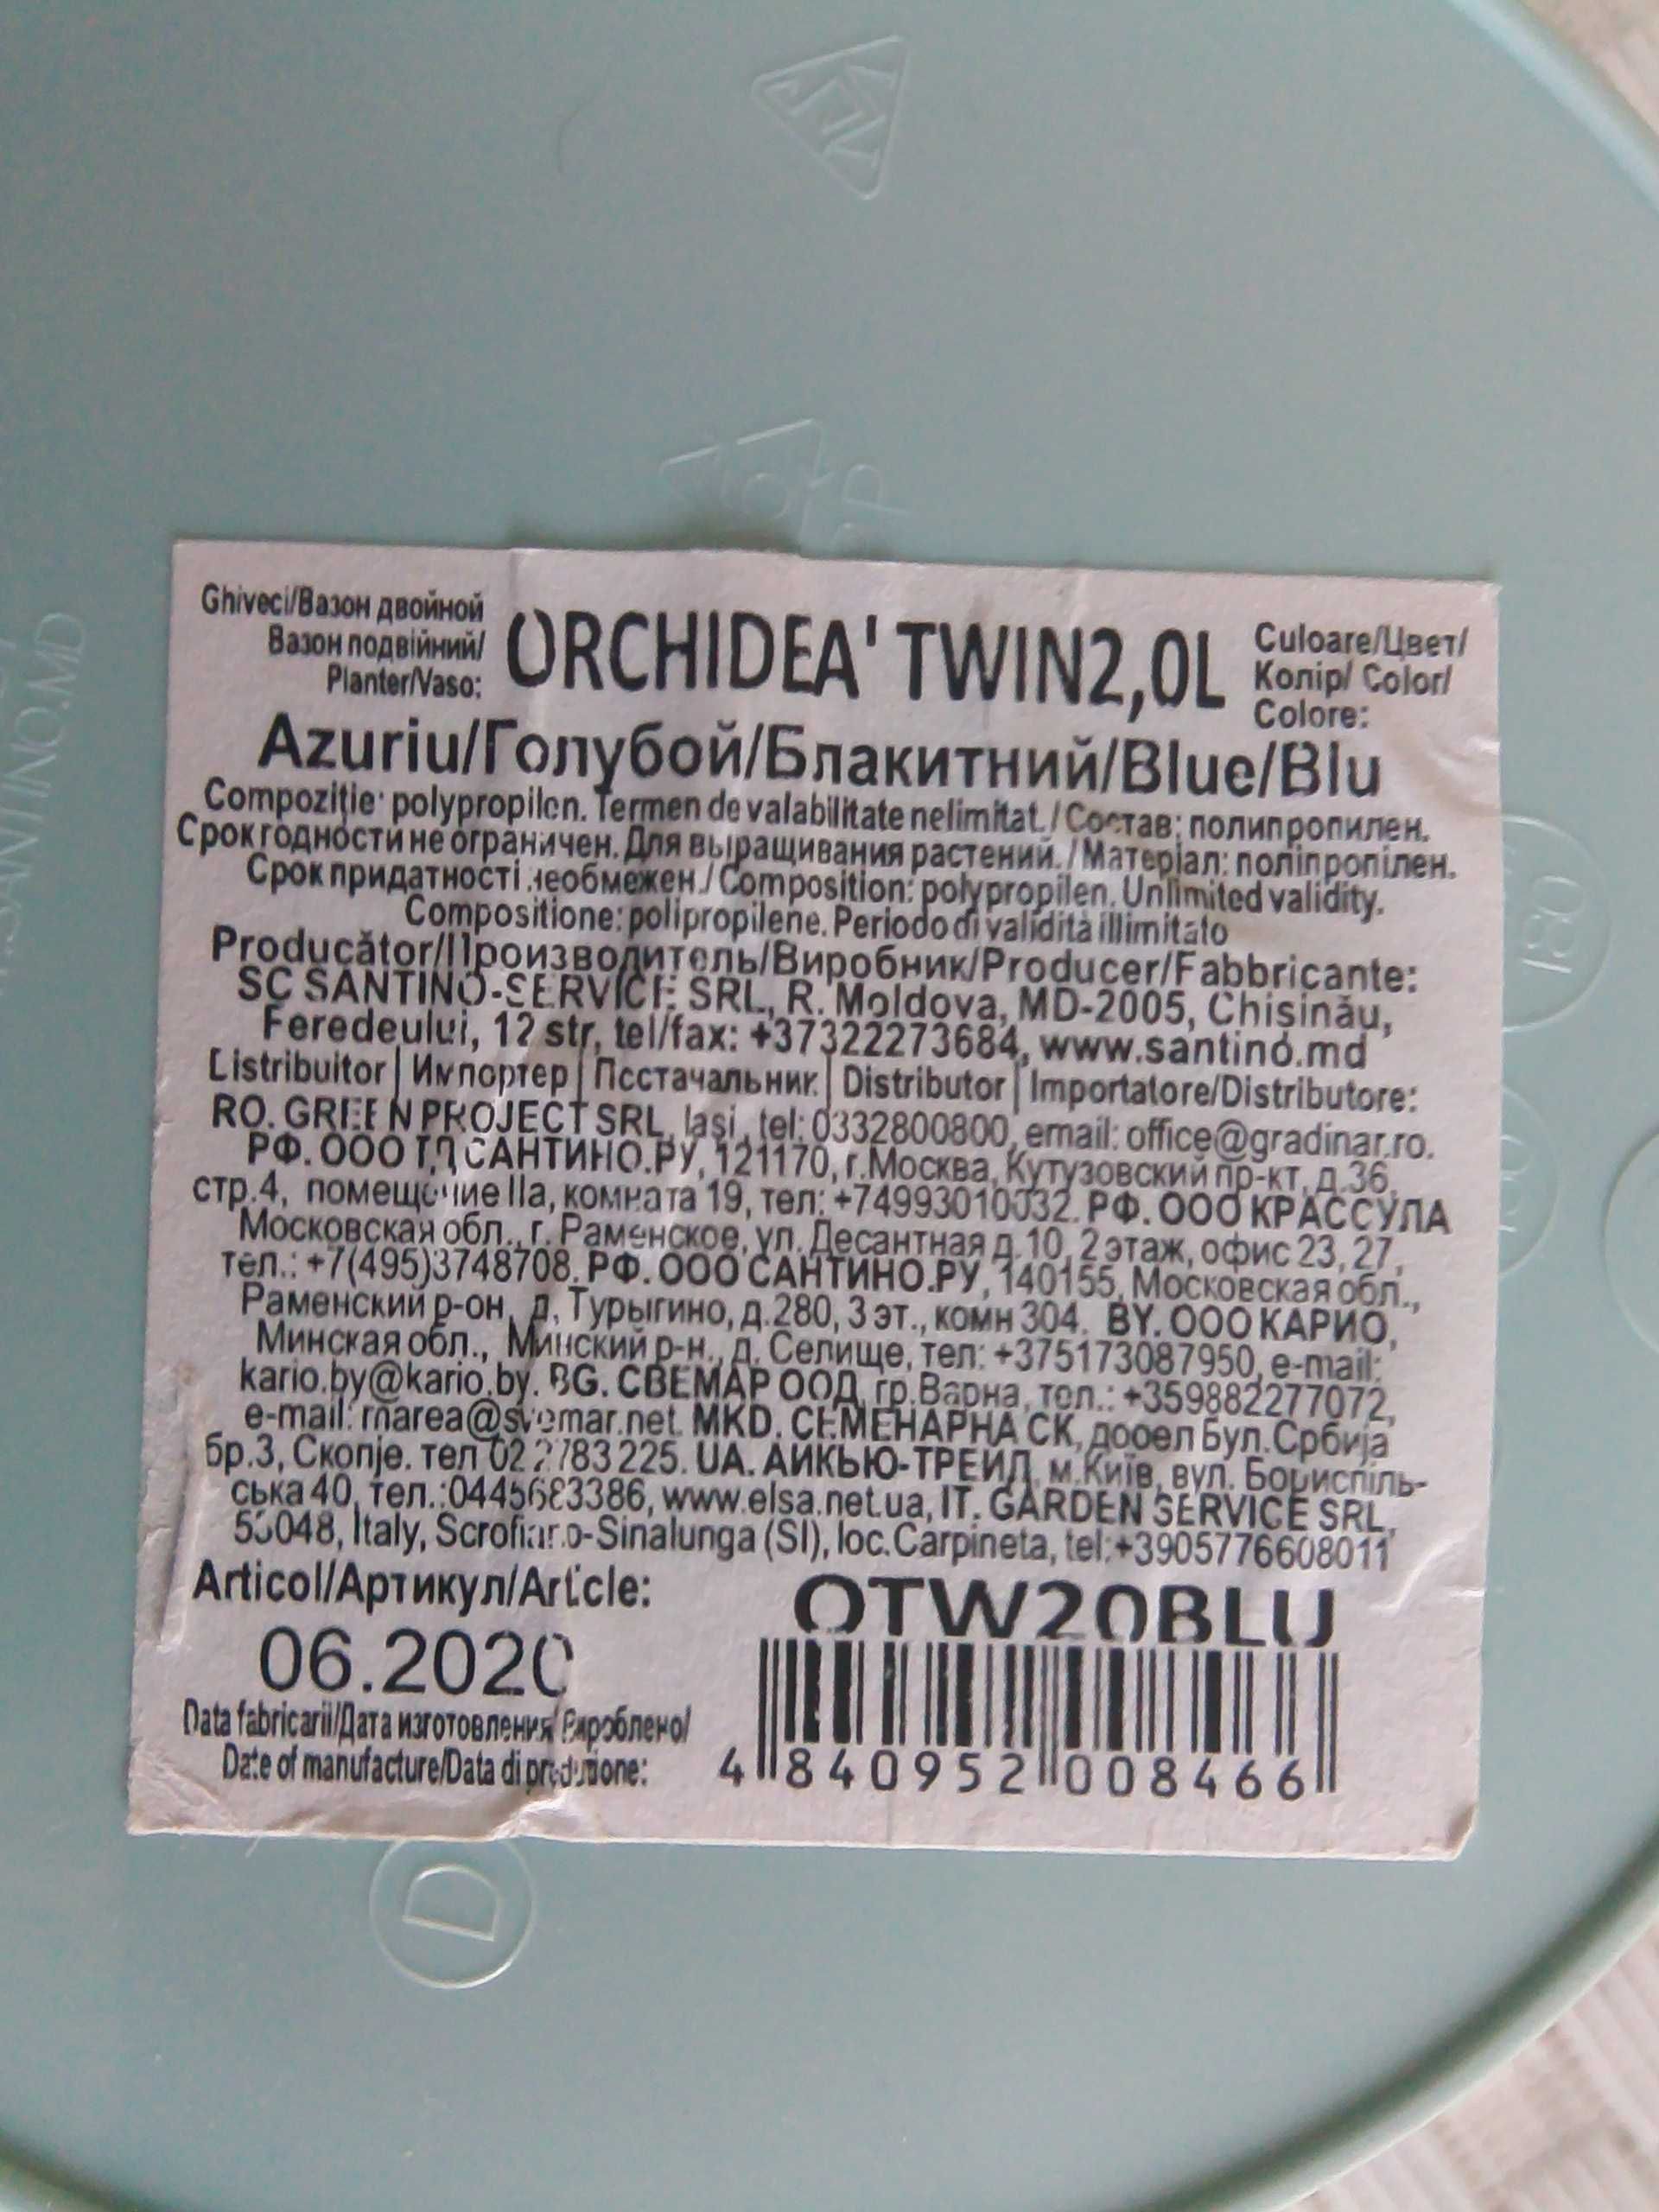 Ghiveci/Вазон двойной
Вазон подвійний/
Planter/Vaso:
ORCHIDEA' TWIN2,0L
Culoare/Цвет/
Колір/ Color/
Colore:
Azuriu/Голубой/Блакитний/Blue/Blu
Compoziție: polypropilen. Termen de valabilitate nelimitat. / Состав: полипропилен.
Срок годности не ограничен. Для выращивания растений. / Матеріал: поліпропілен.
Срок придатності необмежен./ Composition: polypropilen. Unlimited validity.
Compositione: polipropilene. Periodo di validità illimitato
Producător/Производитель/Виробник/Producer/Fabbricante:
SC SANTINO-SERVICE SRL, R. Moldova, MD-2005, Chișinău,
Feredeului, 12 str, tel/fax: +37322273684, www.santino.md
Distribuitor | Импортер | Постачальник | Distributor | Importatore/Distributore:
RO. GREEN PROJECT SRL, Iași, tel: 0332800800, email: office@gradinar.ro.
РФ. ООО САНТИНО.РУ, 121170, г.Москва, Кутузовский пр-кт, д.36,
стр.4, помещение IIa, комната 19, тел: +74993010032. РФ. ООО КРАССУЛА
Московская обл., г. Раменское, ул. Десантная д.10, 2 этаж, офис 23, 27,
тел.: +7(495)3748708. РФ. ООО САНТИНО.РУ, 140155, Московская обл.,
Раменский р-он, д. Турыгино, д.280, 3 эт., комн 304. BY. ООО КАРИО,
Минская обл., Минский р-н., д. Селище, тел: +375173087950, e-mail:
kario.by@kario.by. BG. СВЕМАР ООД, гр.Варна, тел.: +359882277072,
e-mail: marea@svemar.net. MKD. СЕМЕНАРНА СК, дооел Бул.Србија
бр.3, Скопје. тел 02 2783 225. UA. АЙКЬЮ-ТРЕЙД, м.Київ, вул. Бориспіль-
ська 40, тел.:0445683386, www.elsa.net.ua, IT. GARDEN SERVICE SRL,
53048, Italy, Scrofiano-Sinalunga (SI), loc.Carpineta, tel:+3905776608011
Articol/Артикул/Article:
OTW20BLU
06.2020
Data fabricarii/Дата изготовления/Вироблено/
Date of manufacture/Data di produzione:
4 840952 008466
D
180
SANTINO.MD